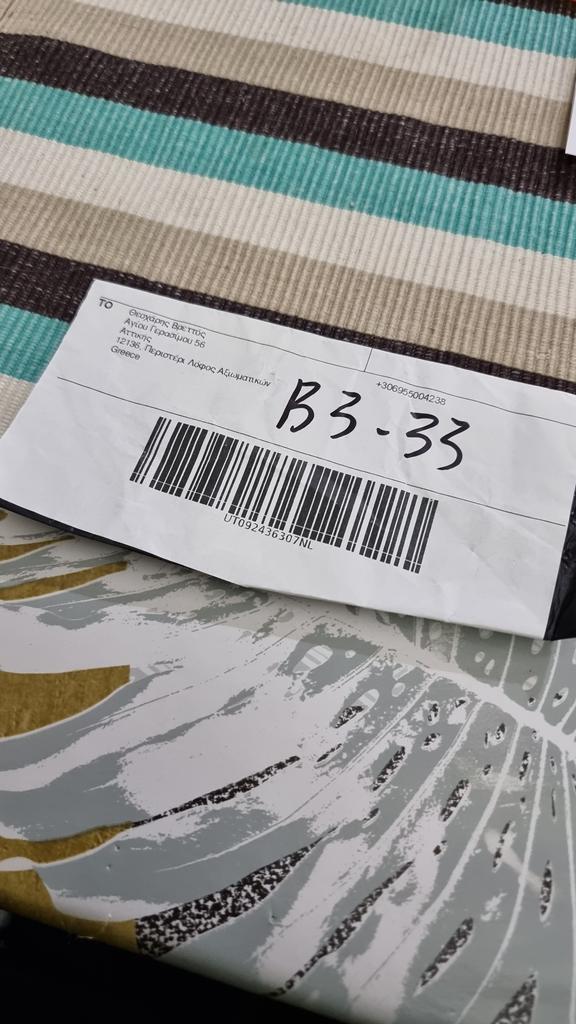 TO
Θεοχάρης Βρεττός
Αγίου Γερασίμου 56
Αττικής
12136, Περιστέρι Λόφος Αξιωματικών
Greece
+306955004238
B3-33
UT092436307NL